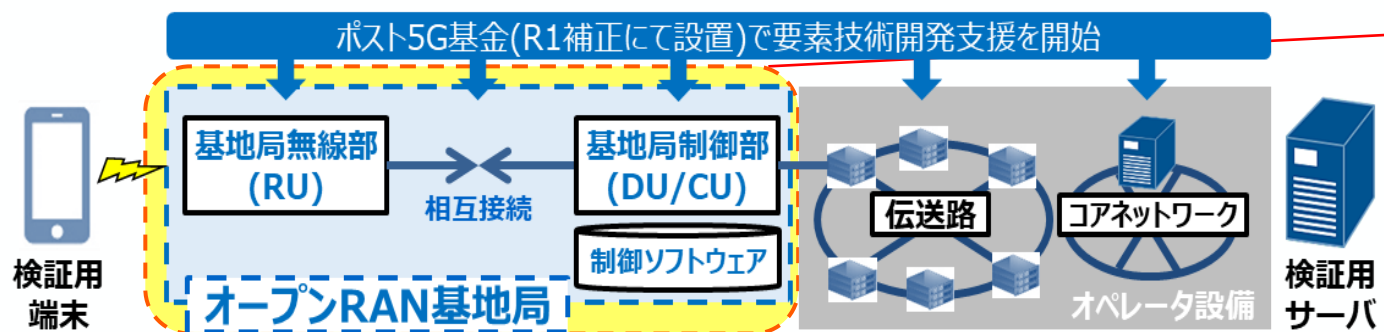 ポスト5G基金(R1補正にて設置)で要素技術開発支援を開始
基地局無線部
(RU)
相互接続
基地局制御部
(DU/CU)
制御ソフトウェア
オープンRAN基地局
伝送路
コアネットワーク
オペレータ設備
検証用
端末
検証用
サーバ